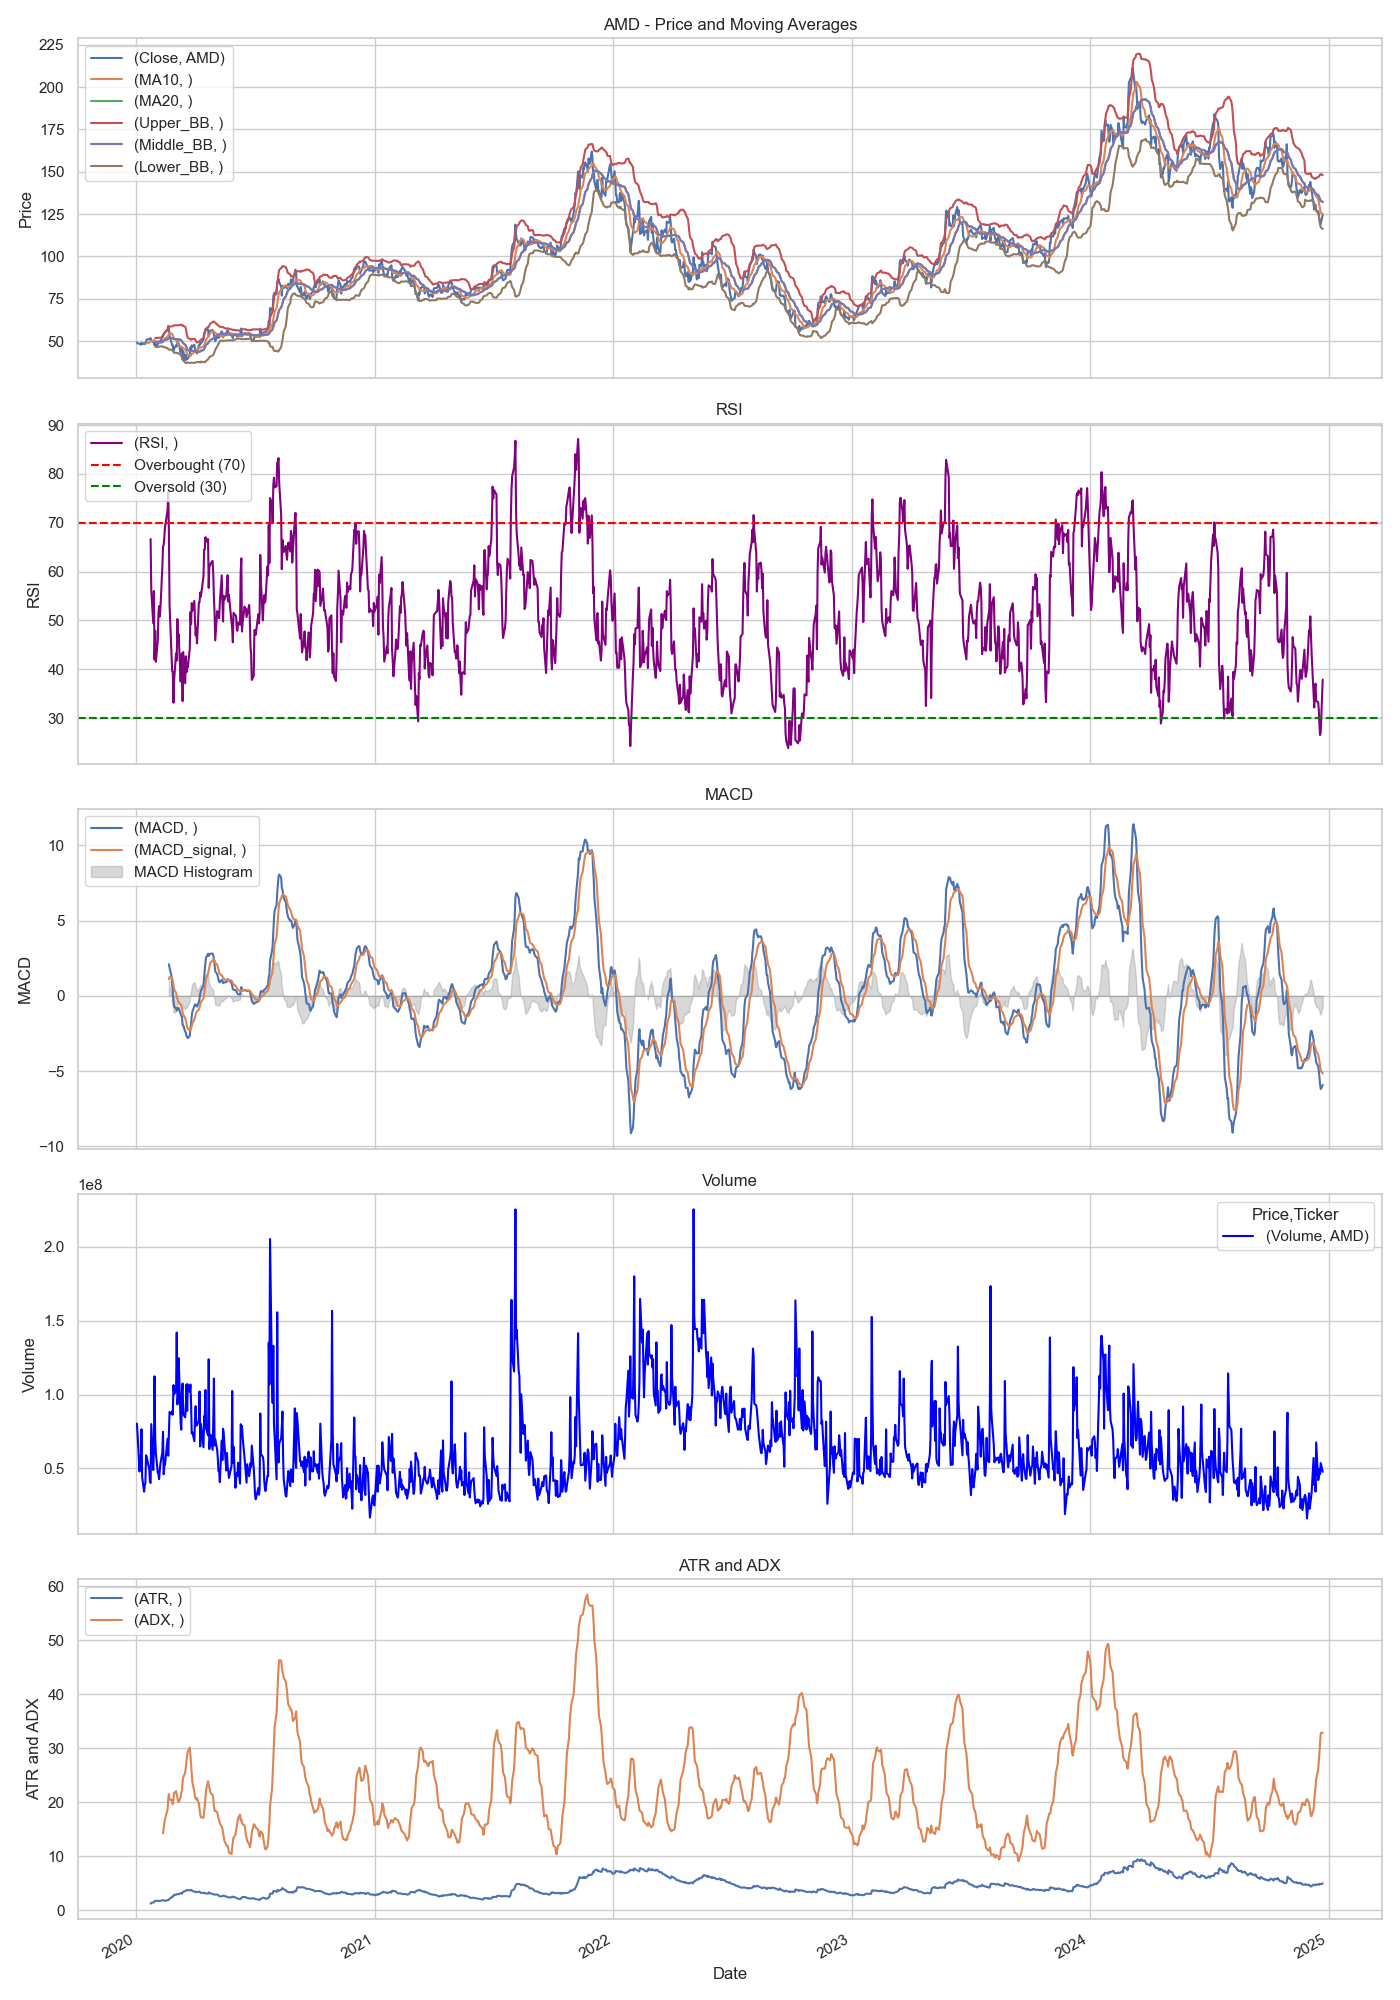 AMD - Price and Moving Averages
225
200
175
150
125
100
75
50
Price
(Close, AMD)
(MA10, )
(MA20, )
(Upper_BB, )
(Middle_BB, )
(Lower_BB, )
RSI
90
80
70
60
50
40
30
RSI
(RSI, )
Overbought (70)
Oversold (30)
MACD
10
5
0
−5
−10
MACD
(MACD, )
(MACD_signal, )
MACD Histogram
Volume
1e8
2.0
1.5
1.0
0.5
Volume
Price,Ticker
(Volume, AMD)
ATR and ADX
60
50
40
30
20
10
0
ATR and ADX
(ATR, )
(ADX, )
2020
2021
2022
2023
2024
2025
Date